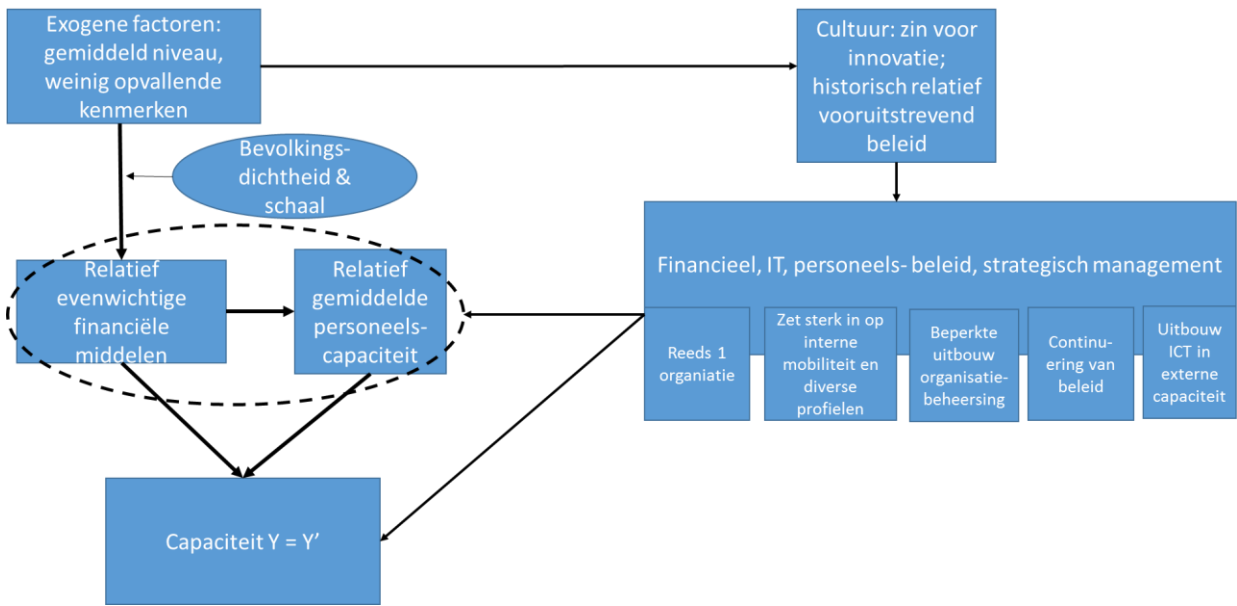 Exogene factoren:
gemiddeld niveau,
weinig opvallende
kenmerken
Cultuur: zin voor
innovatie;
historisch relatief
vooruitstrevend
beleid
Bevolkings-
dichtheid &
schaal
Relatief
evenwichtige
financiële
middelen
Relatief
gemiddelde
personeels-
capaciteit
Financieel, IT, personeels- beleid, strategisch management
Reeds 1
organiatie
Zet sterk in op
interne
mobiliteit en
diverse
profielen
Beperkte
uitbouw
organisatie-
beheersing
Continu-
ering van
beleid
Uitbouw
ICT in
externe
capaciteit
Capaciteit Y = Y’